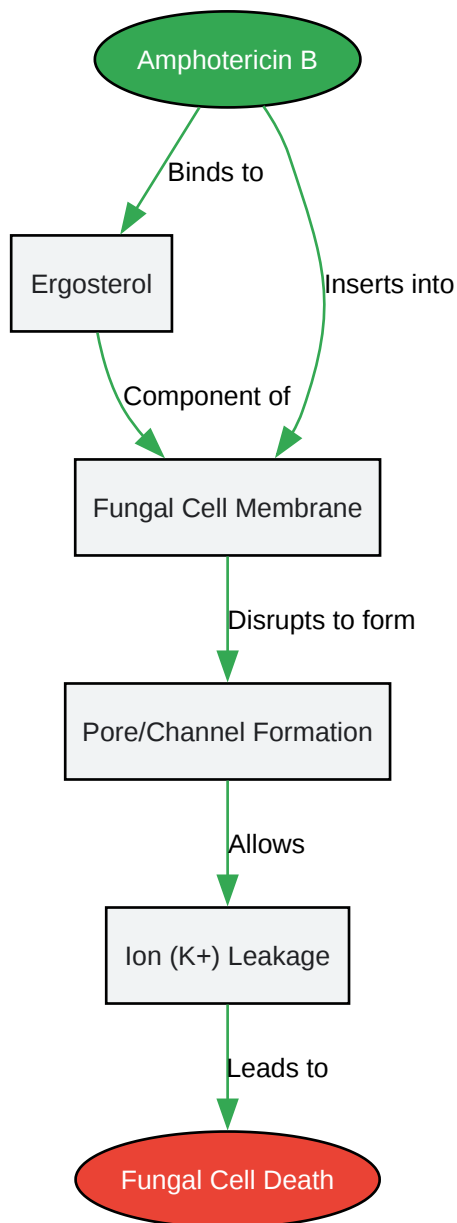 Amphotericin B
Binds to
Ergosterol
Inserts into
Component of
Fungal Cell Membrane
Disrupts to form
Pore/Channel Formation
Allows
Ion (K+) Leakage
Leads to
Fungal Cell Death